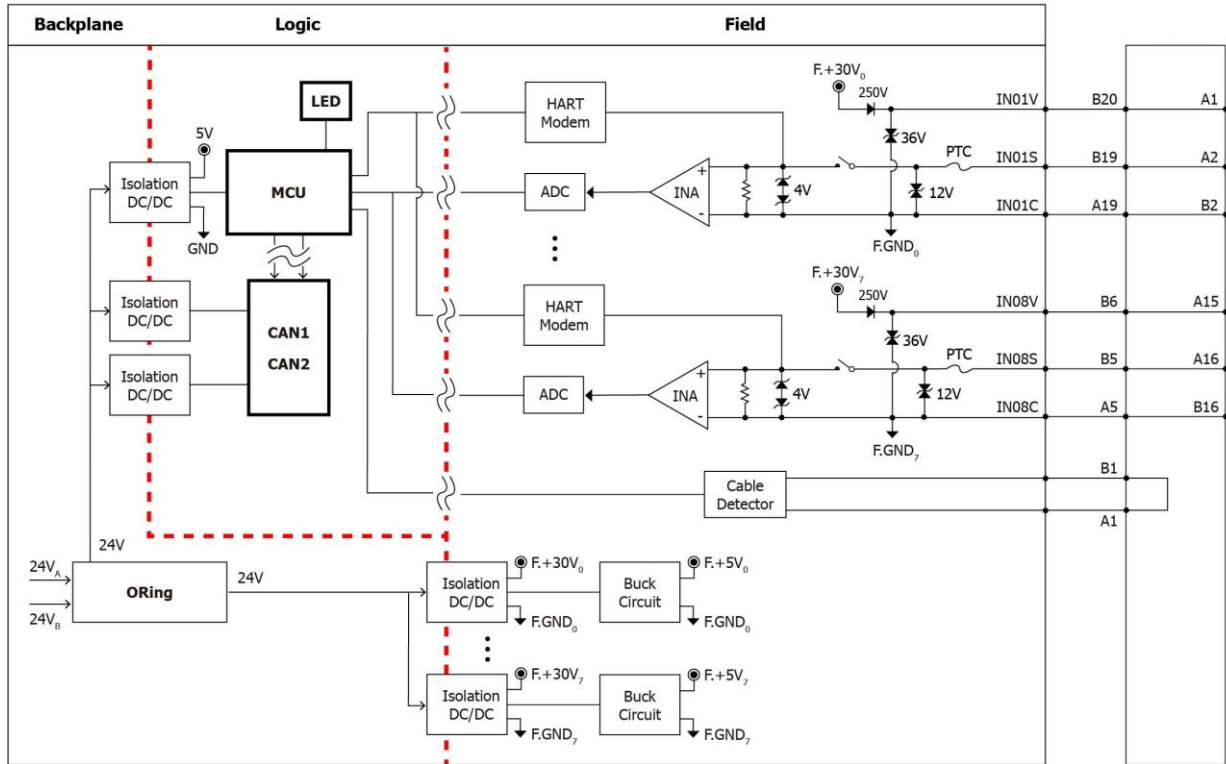 Backplane
Logic
Field
LED
5V
Isolation
DC/DC
GND
MCU
Isolation
DC/DC
Isolation
DC/DC
CAN1
CAN2
HART
Modem
ADC
INA
+
-
4V
F.+30V₀
250V
36V
PTC
12V
F.GND₀
IN01V
IN01S
IN01C
B20
B19
A19
A1
A2
B2
HART
Modem
ADC
INA
+
-
4V
F.+30V₇
250V
36V
PTC
12V
F.GND₇
IN08V
IN08S
IN08C
B6
B5
A5
A15
A16
B16
Cable
Detector
B1
A1
24V
24V_A
24V_B
ORing
24V
Isolation
DC/DC
F.+30V₀
F.GND₀
Buck
Circuit
F.+5V₀
F.GND₀
Isolation
DC/DC
F.+30V₇
F.GND₇
Buck
Circuit
F.+5V₇
F.GND₇